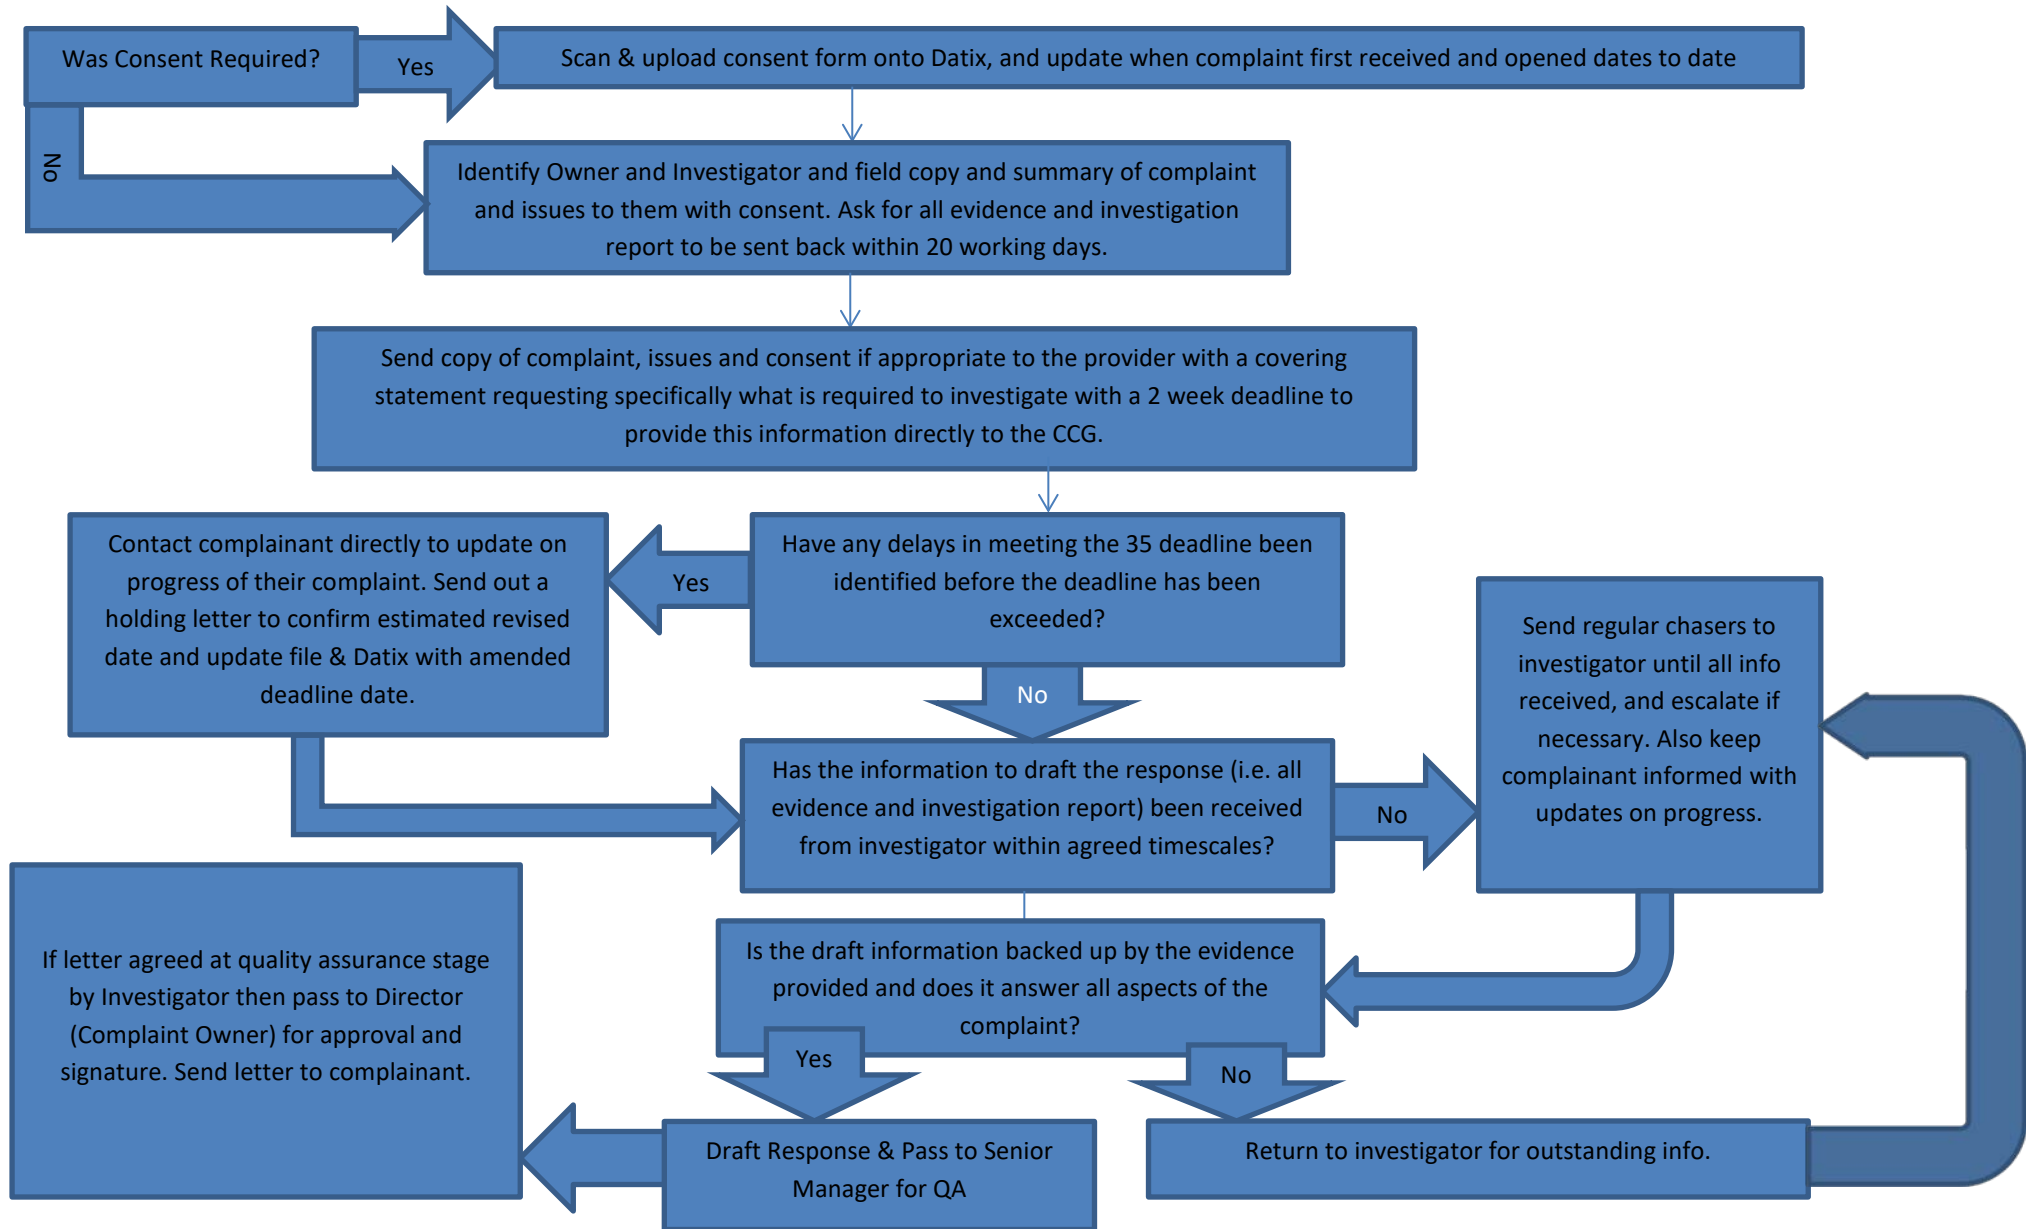 Was Consent Required?
Yes
Scan & upload consent form onto Datix, and update when complaint first received and opened dates to date
No
Identify Owner and Investigator and field copy and summary of complaint
and issues to them with consent. Ask for all evidence and investigation
report to be sent back within 20 working days.
Send copy of complaint, issues and consent if appropriate to the provider with a covering
statement requesting specifically what is required to investigate with a 2 week deadline to
provide this information directly to the CCG.
Have any delays in meeting the 35 deadline been
identified before the deadline has been
exceeded?
Yes
Contact complainant directly to update on
progress of their complaint. Send out a
holding letter to confirm estimated revised
date and update file & Datix with amended
deadline date.
No
Has the information to draft the response (i.e. all
evidence and investigation report) been received
from investigator within agreed timescales?
No
Send regular chasers to
investigator until all info
received, and escalate if
necessary. Also keep
complainant informed with
updates on progress.
Is the draft information backed up by the evidence
provided and does it answer all aspects of the
complaint?
Yes
No
Draft Response & Pass to Senior
Manager for QA
Return to investigator for outstanding info.
If letter agreed at quality assurance stage
by Investigator then pass to Director
(Complaint Owner) for approval and
signature. Send letter to complainant.